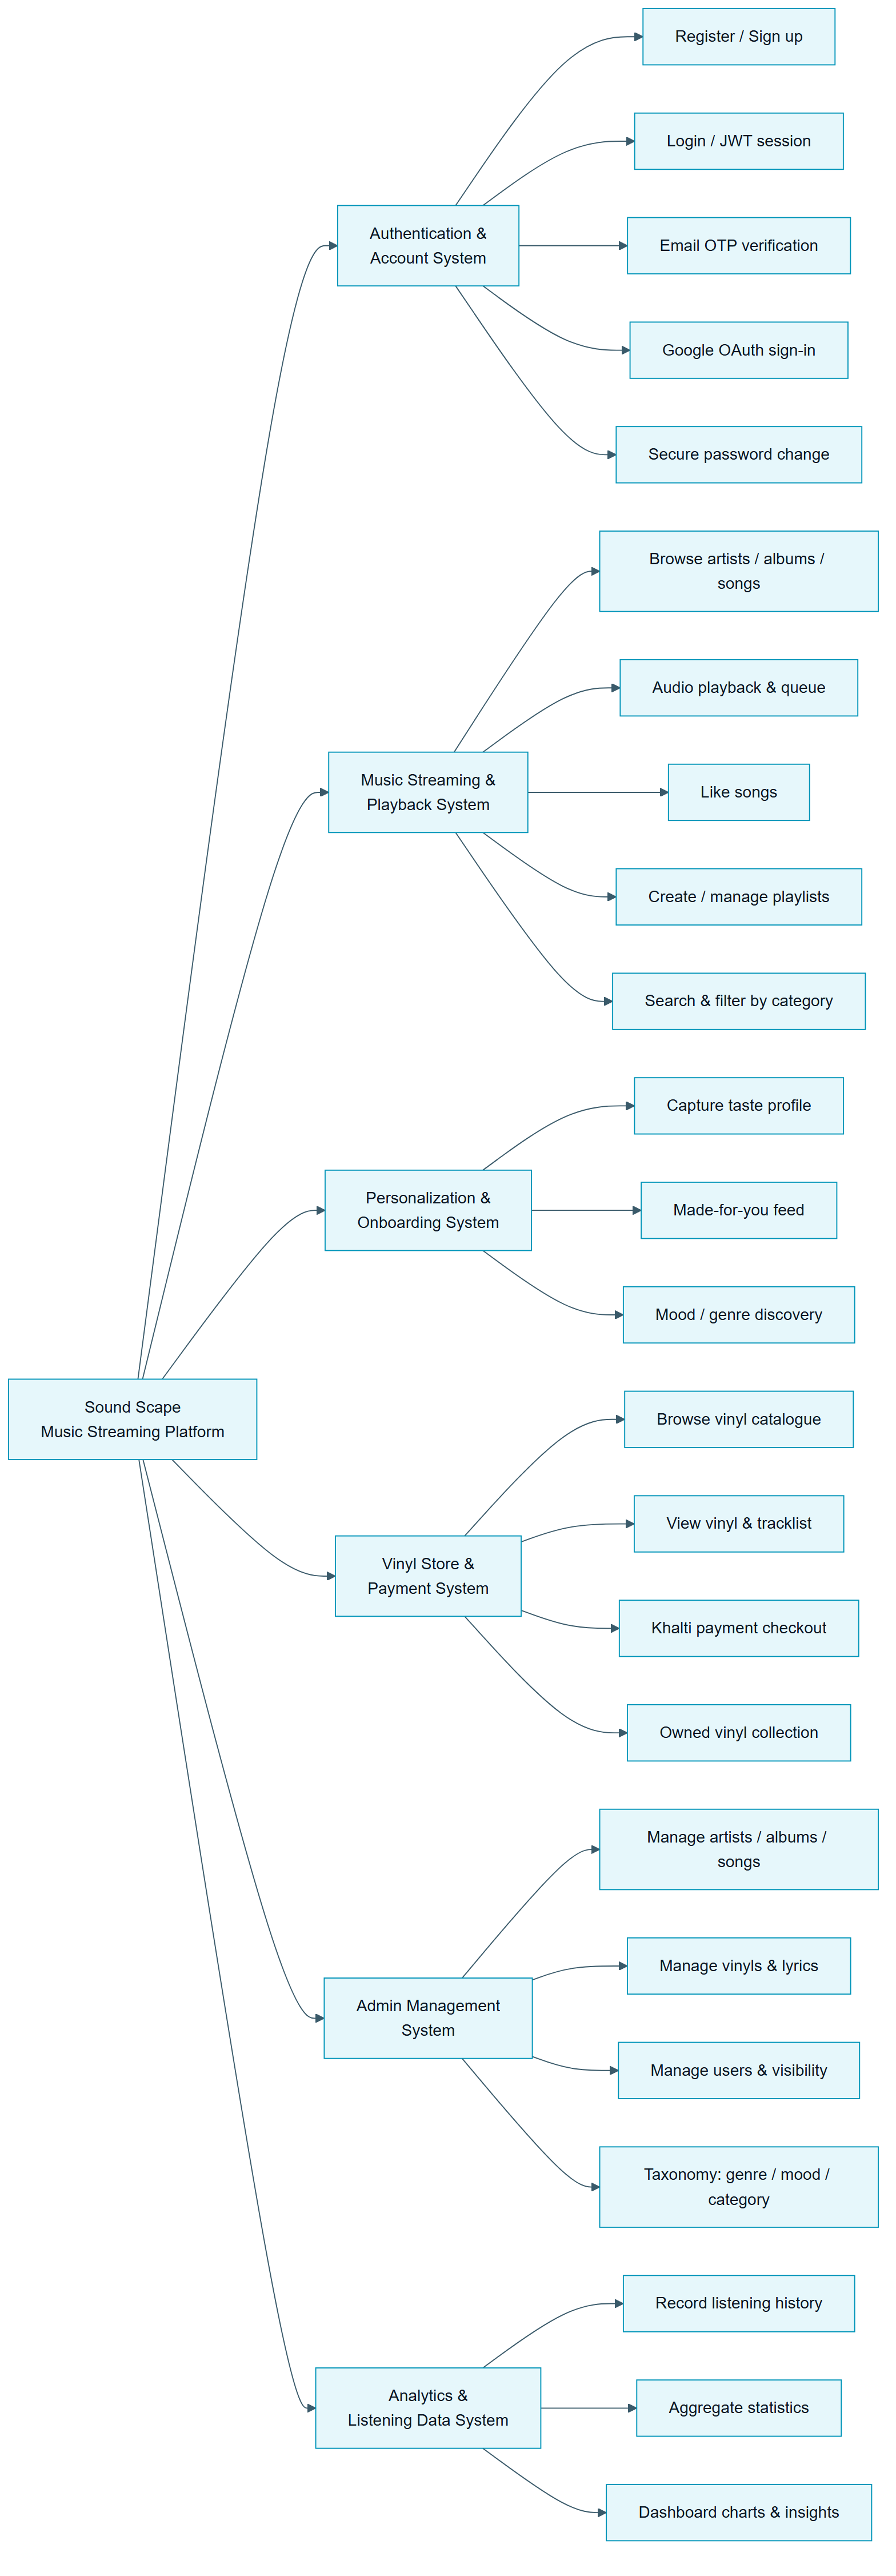 Sound Scape
Music Streaming Platform
Authentication &
Account System
Register / Sign up
Login / JWT session
Email OTP verification
Google OAuth sign-in
Secure password change
Music Streaming &
Playback System
Browse artists / albums /
songs
Audio playback & queue
Like songs
Create / manage playlists
Search & filter by category
Personalization &
Onboarding System
Capture taste profile
Made-for-you feed
Mood / genre discovery
Vinyl Store &
Payment System
Browse vinyl catalogue
View vinyl & tracklist
Khalti payment checkout
Owned vinyl collection
Admin Management
System
Manage artists / albums /
songs
Manage vinyls & lyrics
Manage users & visibility
Taxonomy: genre / mood /
category
Analytics &
Listening Data System
Record listening history
Aggregate statistics
Dashboard charts & insights